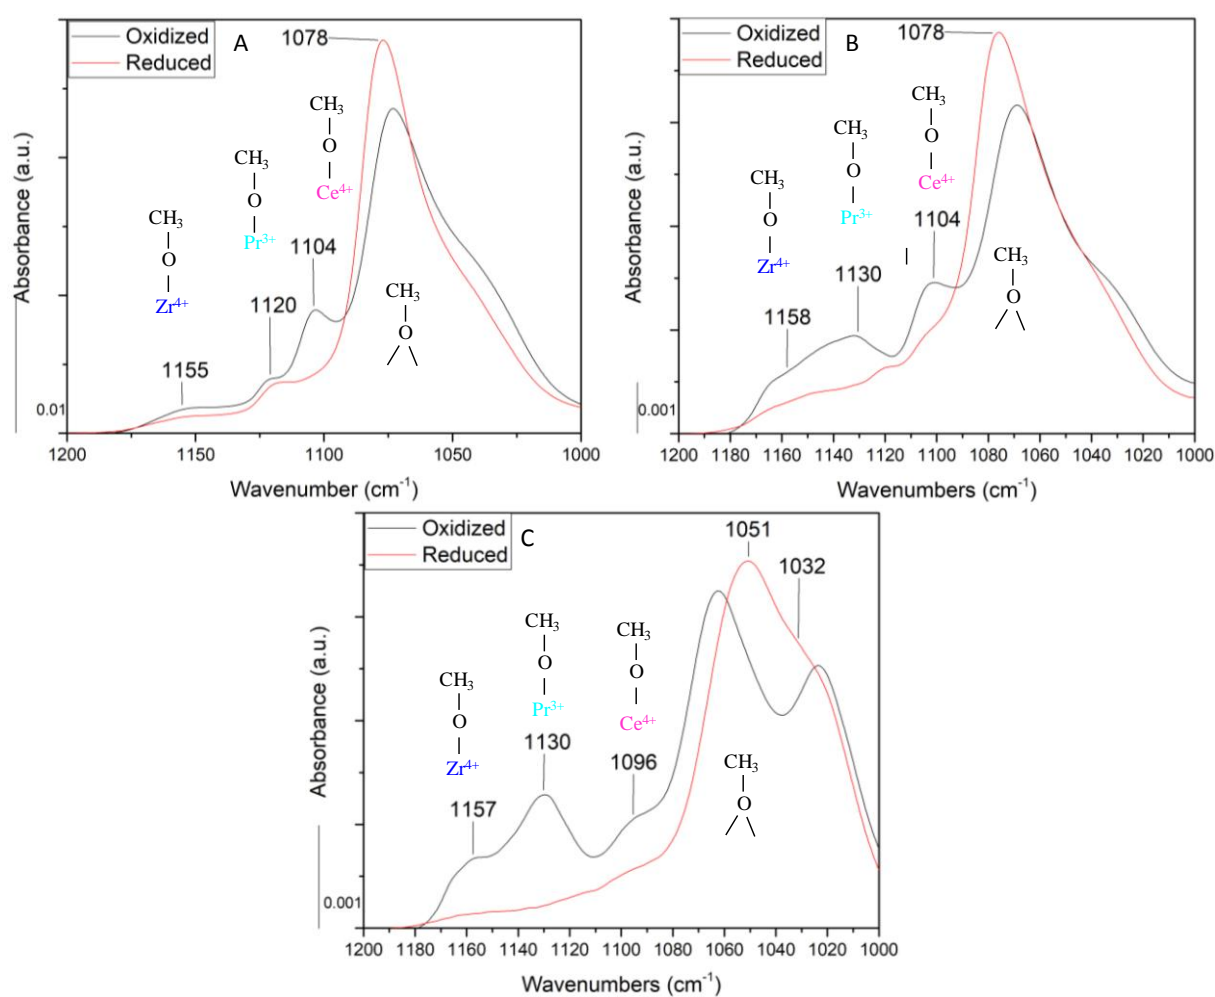 Oxidized
Reduced
A
1078
CH₃
O
Ce⁴⁺
CH₃
O
Pr³⁺
CH₃
O
Zr⁴⁺
1104
1120
1155
CH₃
O
Absorbance (a.u.)
0.01
1200 1150 1100 1050 1000
Wavenumber (cm⁻¹)
Oxidized
Reduced
B
1078
CH₃
O
Ce⁴⁺
CH₃
O
Pr³⁺
CH₃
O
Zr⁴⁺
1104
1130
1158
CH₃
O
Absorbance (a.u.)
0.001
1200 1180 1160 1140 1120 1100 1080 1060 1040 1020 1000
Wavenumbers (cm⁻¹)
Oxidized
Reduced
C
1051
1032
CH₃
O
Pr³⁺
CH₃
O
Ce⁴⁺
CH₃
O
Zr⁴⁺
1130
1096
1157
CH₃
O
Absorbance (a.u.)
0.001
1200 1180 1160 1140 1120 1100 1080 1060 1040 1020 1000
Wavenumbers (cm⁻¹)